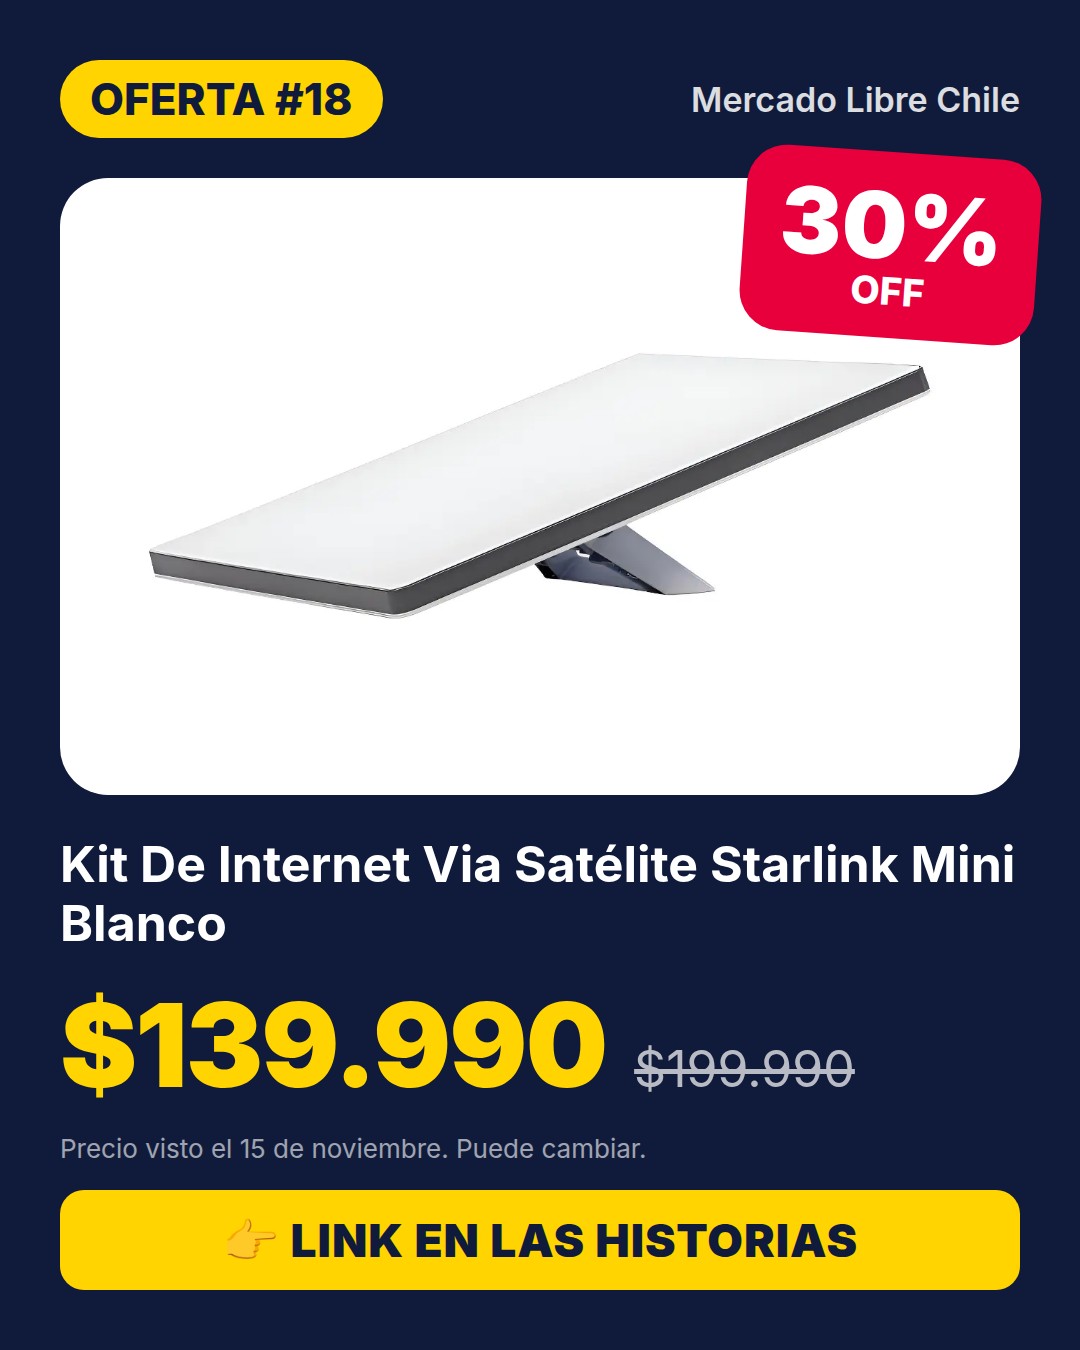 OFERTA #18
Mercado Libre Chile
30%
OFF
Kit De Internet Via Satélite Starlink Mini
Blanco
$139.990 $199.990
Precio visto el 15 de noviembre. Puede cambiar.
👉 LINK EN LAS HISTORIAS